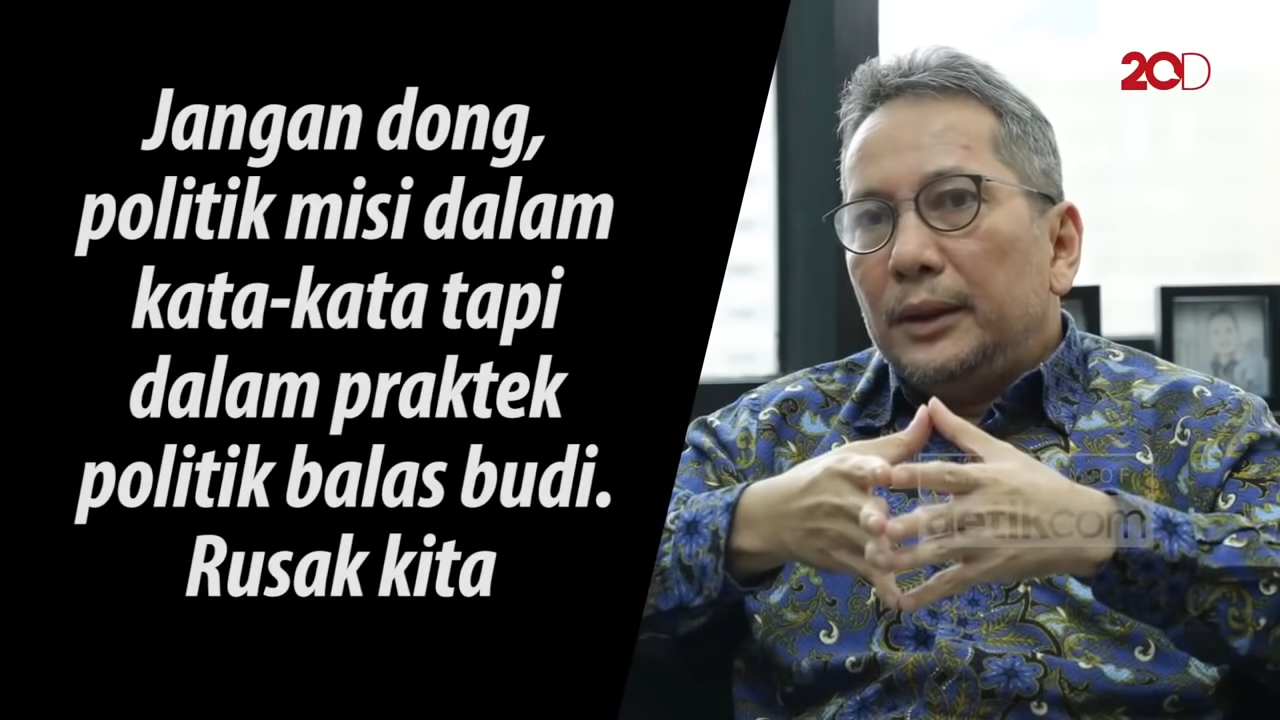 Jangan dong,
politik misi dalam
kata-kata tapi
dalam praktek
politik balas budi.
Rusak kita
20D
detikcom